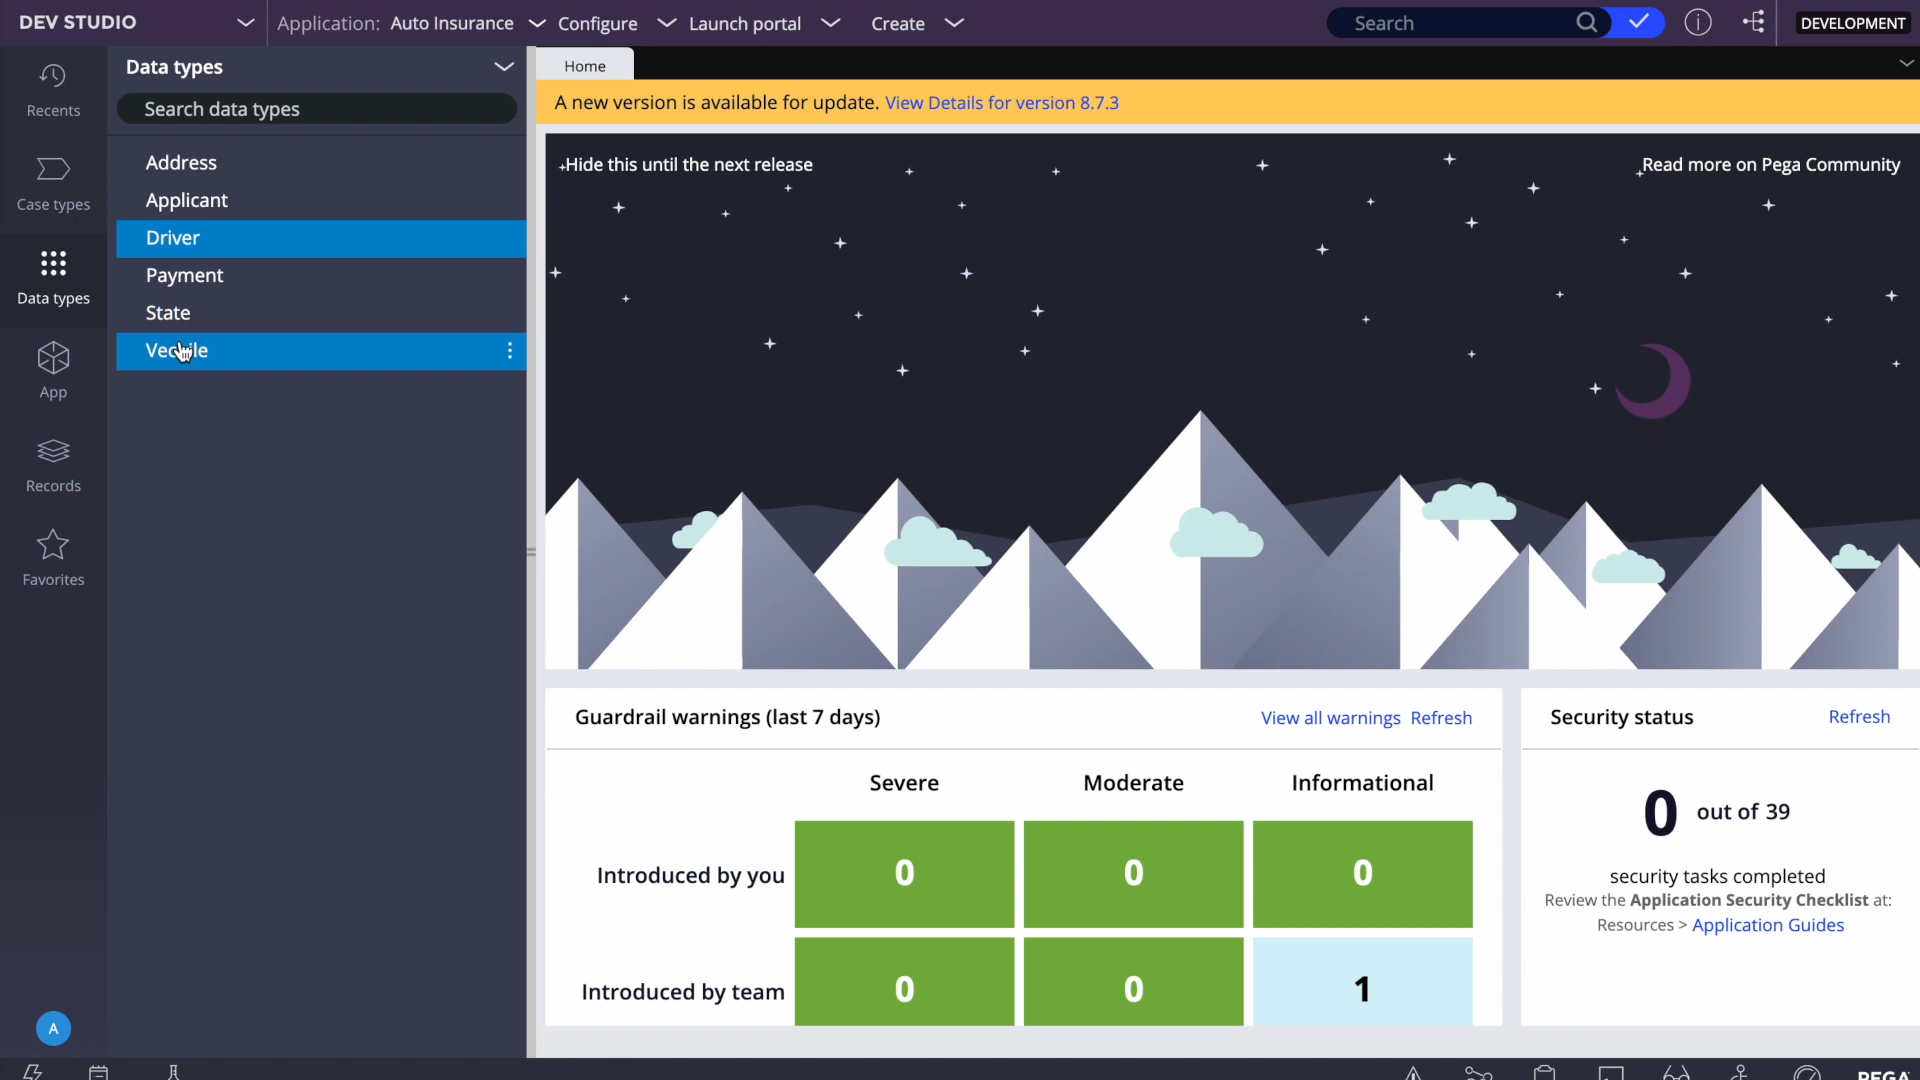 DEV STUDIO
Application: Auto Insurance
Configure
Launch portal
Create
Search
DEVELOPMENT
Recents
Case types
Data types
App
Records
Favorites
A
Data types
Search data types
Address
Applicant
Driver
Payment
State
Home
A new version is available for update. View Details for version 8.7.3
Hide this until the next release
Read more on Pega Community
Guardrail warnings (last 7 days)
View all warnings Refresh
Severe Moderate Informational
Introduced by you 0 0 0
Introduced by team 0 0 1
Security status
Refresh
0 out of 39
security tasks completed
Review the Application Security Checklist at:
Resources > Application Guides
PEGA